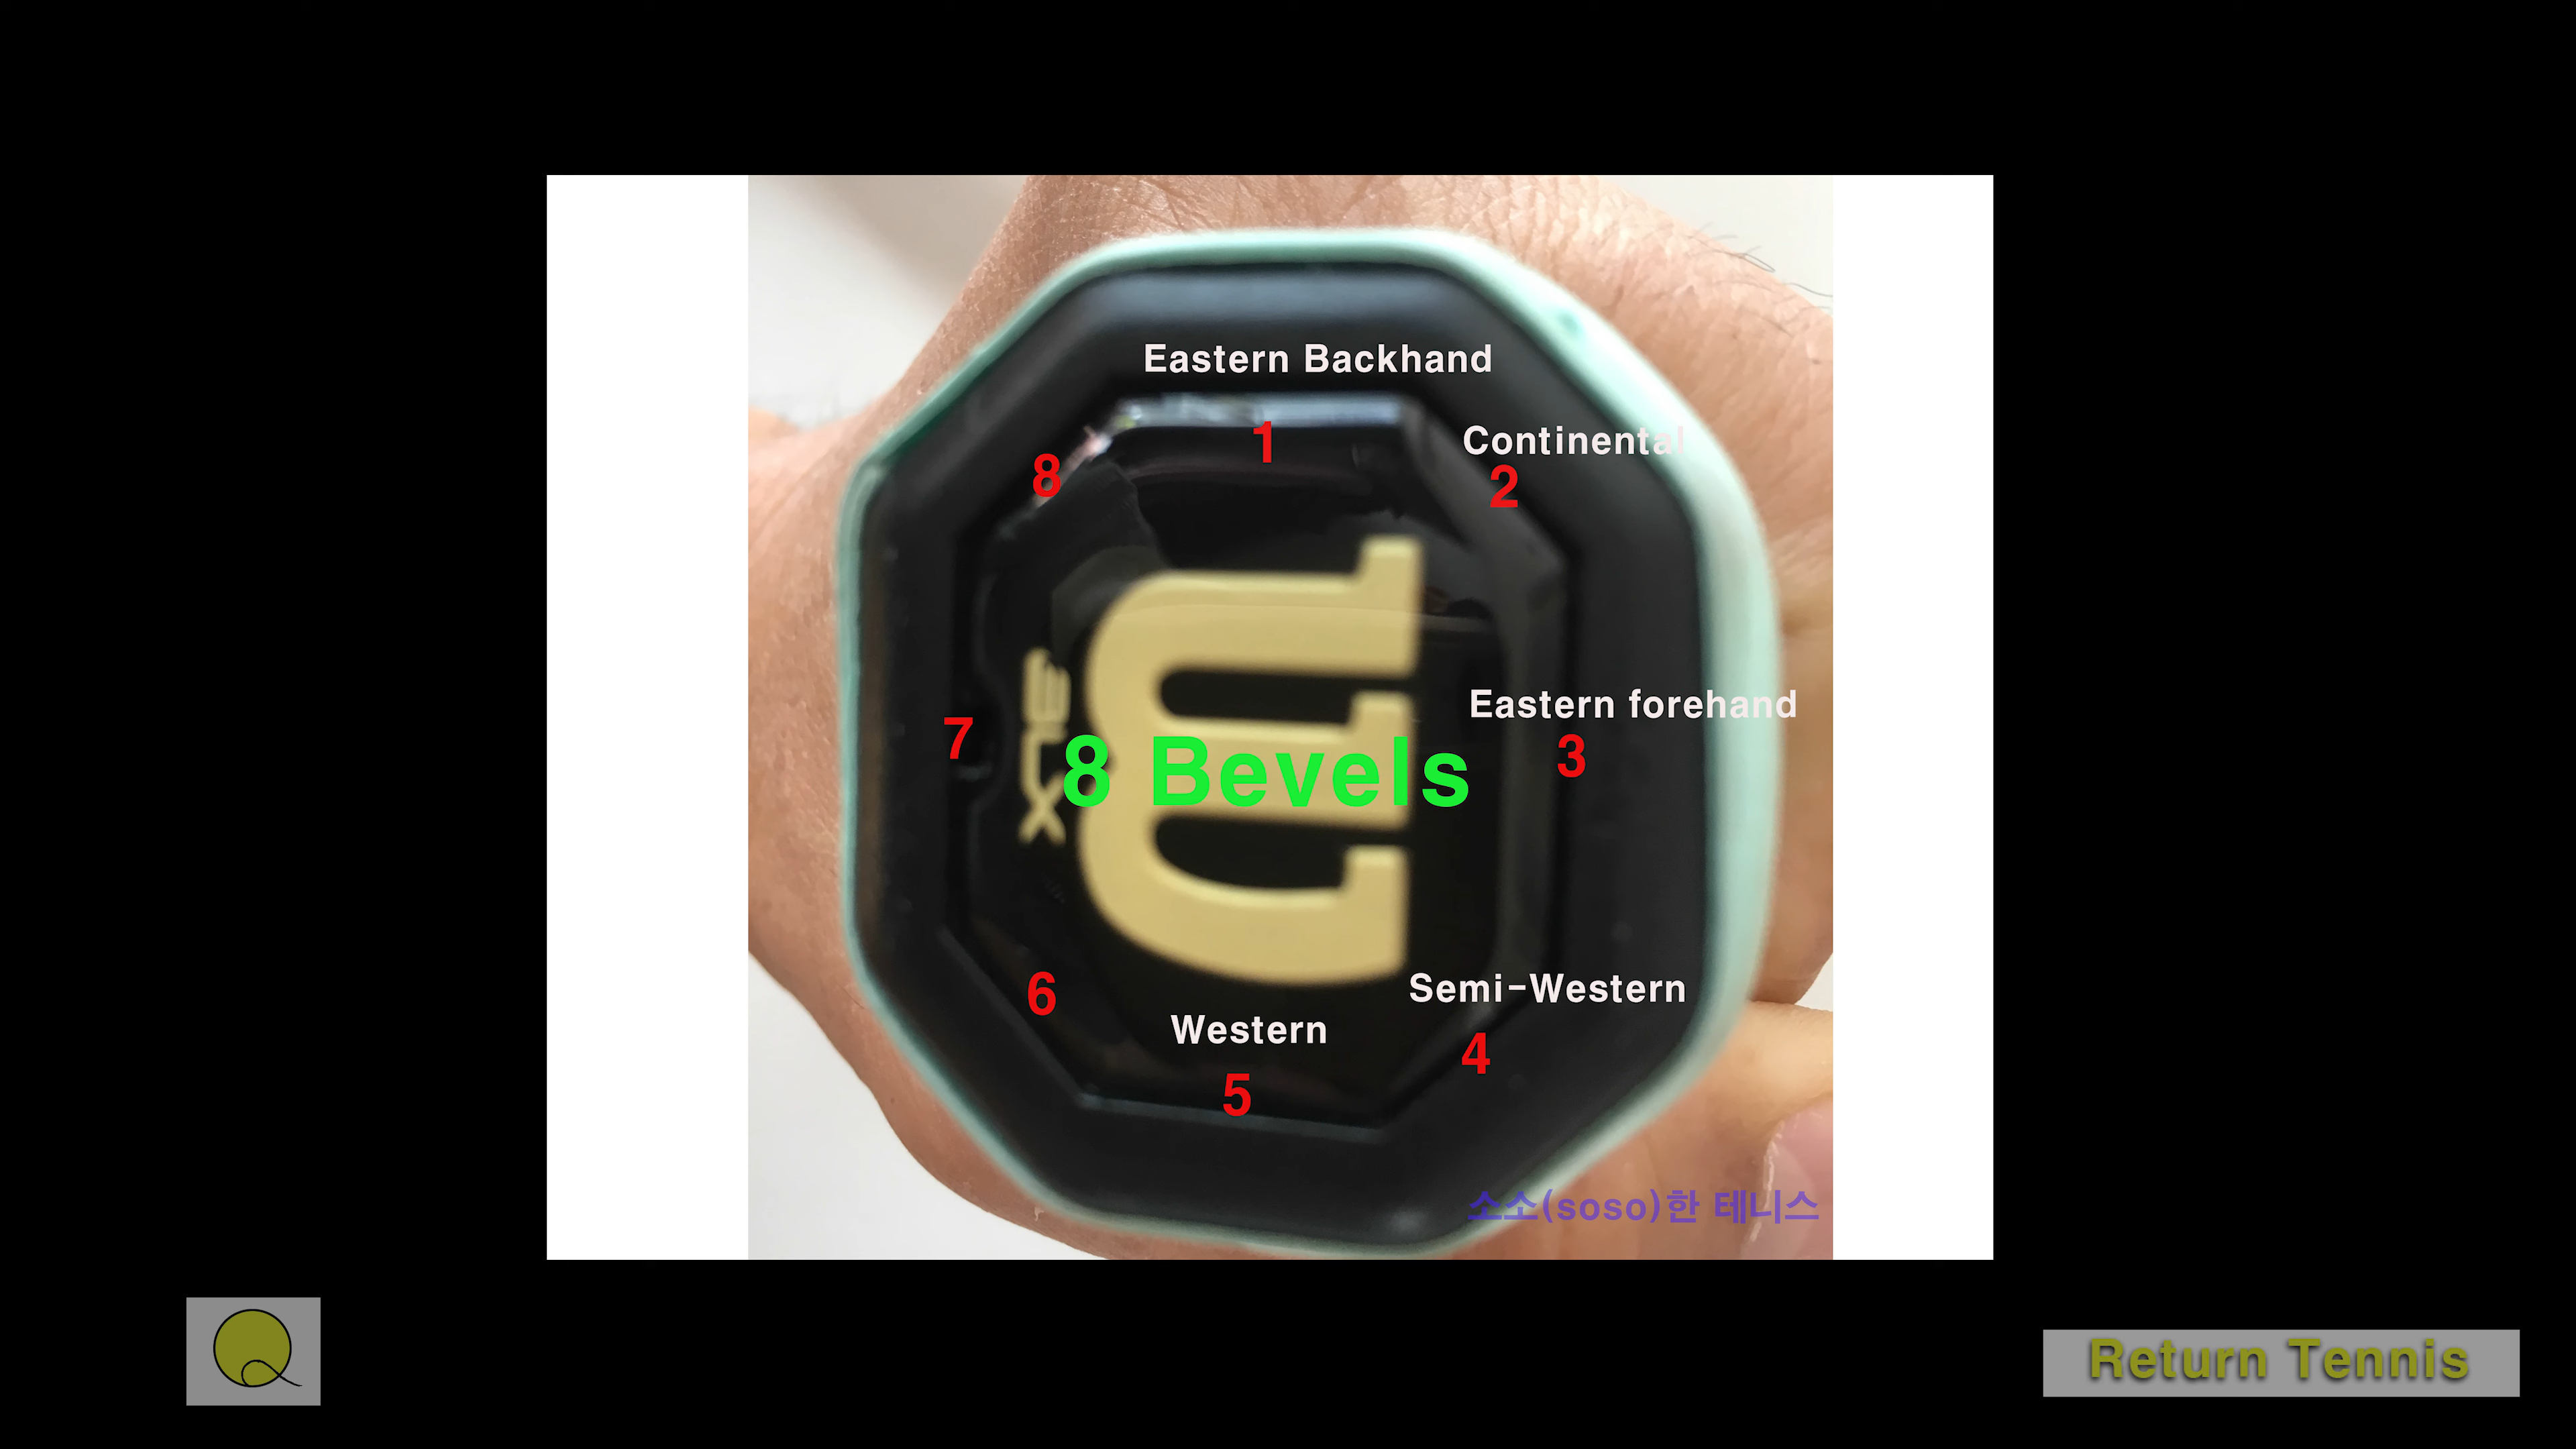 Eastern Backhand
1
Continental
2
8
Eastern forehand
3
7
BLX
8 Bevels
Semi-Western
4
6
Western
5
소소(soso)한 테니스
Return Tennis